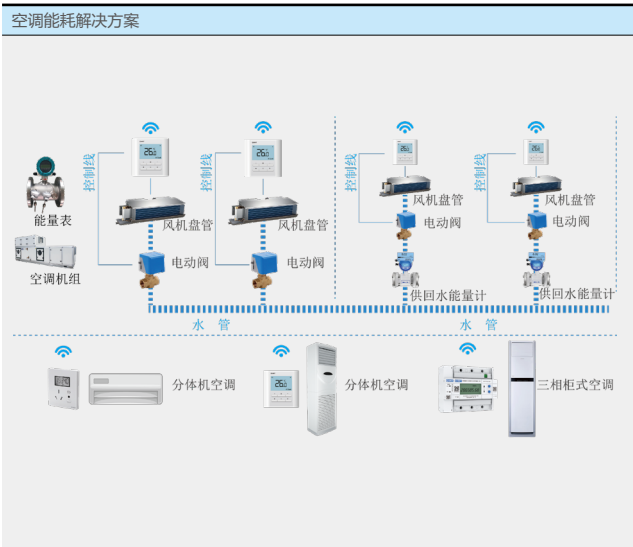 空调能耗解决方案
控制线
控制线
控制线
控制线
26.0
26.0
26.0
26.0
能量表
风机盘管
风机盘管
风机盘管
风机盘管
电动阀
电动阀
电动阀
电动阀
空调机组
供回水能量计
供回水能量计
水 管
水 管
分体机空调
26.0
分体机空调
三相柜式空调